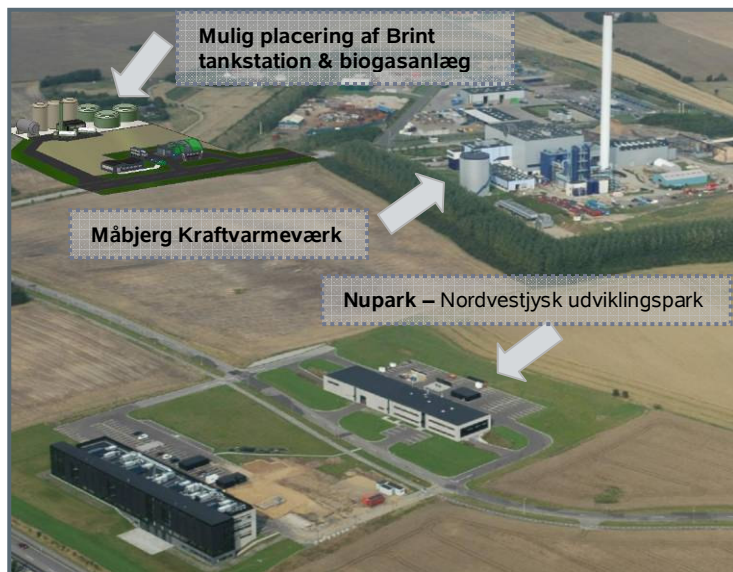 Mulig placering af Brint
tankstation & biogasanlæg
Måbjerg Kraftvarmeværk
Nupark – Nordvestjysk udviklingspark